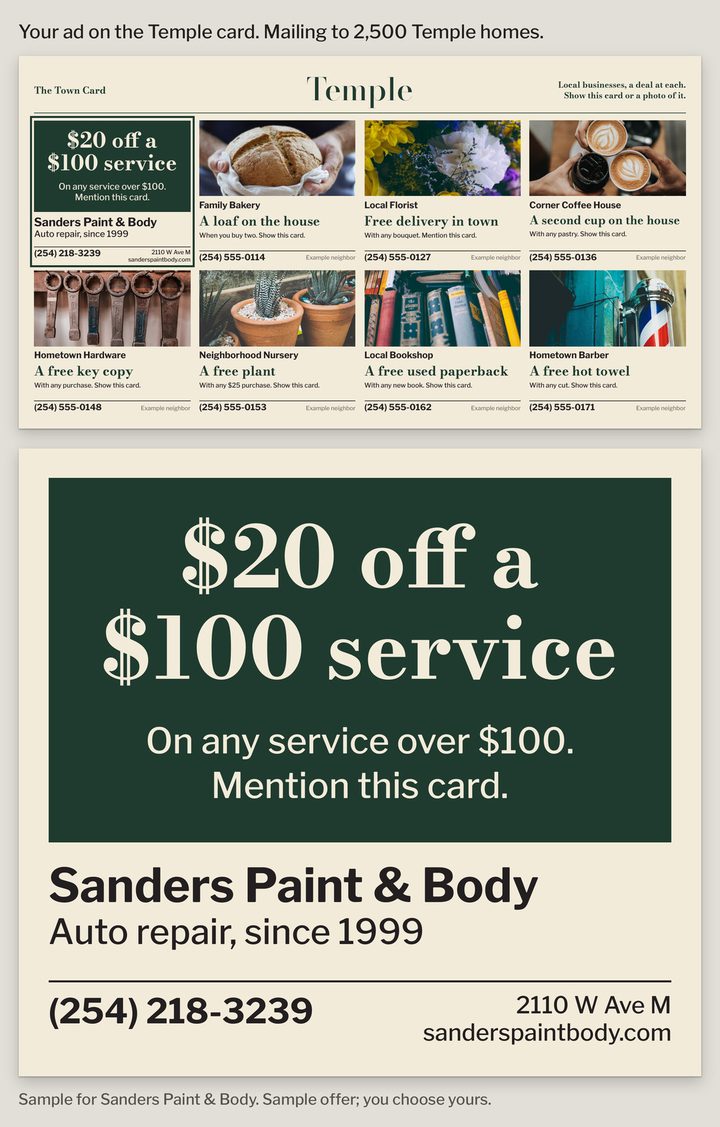 Your ad on the Temple card. Mailing to 2,500 Temple homes.
The Town Card
Temple
Local businesses, a deal at each.
Show this card or a photo of it.
$20 off a
$100 service
On any service over $100.
Mention this card.
Sanders Paint & Body
Auto repair, since 1999
(254) 218-3239
2110 W Ave M
sanderspaintbody.com
Family Bakery
A loaf on the house
When you buy two. Show this card.
(254) 555-0114
Example neighbor
Local Florist
Free delivery in town
With any bouquet. Mention this card.
(254) 555-0127
Example neighbor
Corner Coffee House
A second cup on the house
With any pastry. Show this card.
(254) 555-0136
Example neighbor
Hometown Hardware
A free key copy
With any purchase. Show this card.
(254) 555-0148
Example neighbor
Neighborhood Nursery
A free plant
With any $25 purchase. Show this card.
(254) 555-0153
Example neighbor
Local Bookshop
A free used paperback
With any new book. Show this card.
(254) 555-0162
Example neighbor
Hometown Barber
A free hot towel
With any cut. Show this card.
(254) 555-0171
Example neighbor
$20 off a
$100 service
On any service over $100.
Mention this card.
Sanders Paint & Body
Auto repair, since 1999
(254) 218-3239
2110 W Ave M
sanderspaintbody.com
Sample for Sanders Paint & Body. Sample offer; you choose yours.